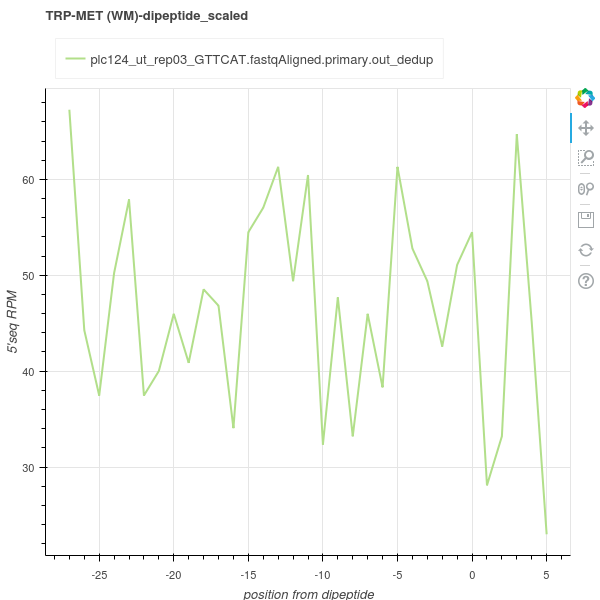 TRP-MET (WM)-dipeptide_scaled
plc124_ut_rep03_GTTCAT.fastqAligned.primary.out_dedup
60
50
40
30
5'seq RPM
-25 -20 -15 -10 -5 0 5
position from dipeptide